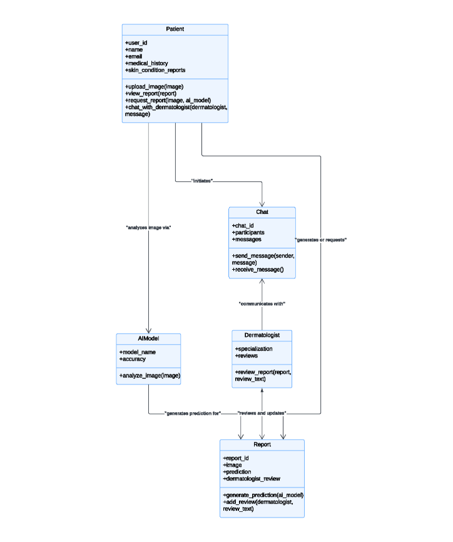 Patient
+user_id
+name
+email
+medical_history
+skin_condition_reports
+upload_image(image)
+view_report(report)
+request_report(image, ai_model)
+chat_with_dermatologist(dermatologist,
message)
"initiates"
Chat
+chat_id
+participants
+messages
+send_message(sender,
message)
+receive_message()
"analyzes image via"
"generates or requests"
"communicates with"
AIModel
+model_name
+accuracy
+analyze_image(image)
Dermatologist
+specialization
+reviews
+review_report(report,
review_text)
"generates prediction for"
"reviews and updates"
Report
+report_id
+image
+prediction
+dermatologist_review
+generate_prediction(ai_model)
+add_review(dermatologist,
review_text)